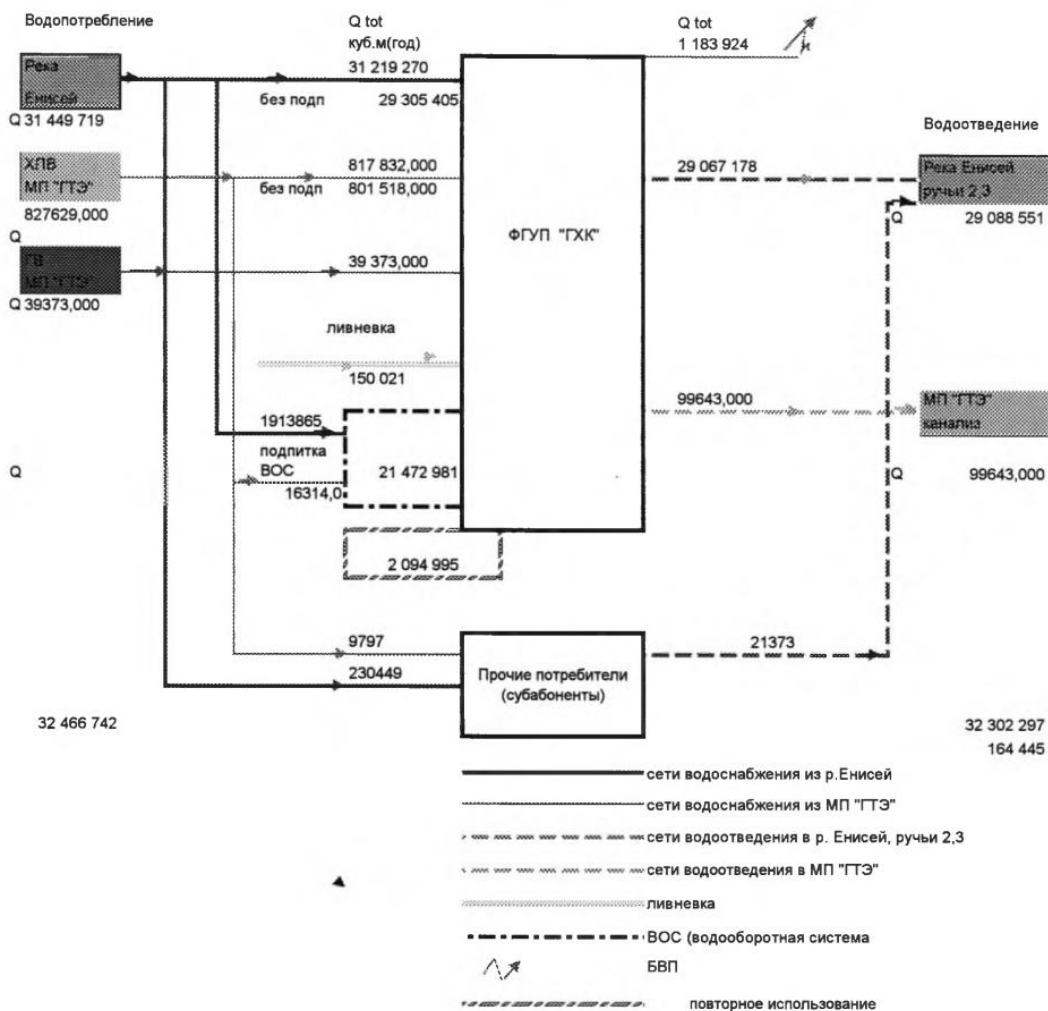 Водопотребление
Q tot
куб.м(год)
Q tot
1 183 924
Река
Енисей
Q 31 449 719
31 219 270
без подп
29 305 405
Водоотведение
ХПВ
МП "ГТЭ"
827629,000
Q
817 832,000
без подп
801 518,000
29 067 178
Река Енисей
ручьи 2,3
Q 29 088 551
ФГУП "ГХК"
ГВ
МП "ГТЭ"
Q 39373,000
39 373,000
ливневка
150 021
99643,000
МП "ГТЭ"
канализ
1913865
подпитка
ВОС
16314,0
21 472 981
Q
Q 99643,000
2 094 995
9797
230449
Прочие потребители
(субабоненты)
21373
32 466 742
32 302 297
164 445
сети водоснабжения из р.Енисей
сети водоснабжения из МП "ГТЭ"
сети водоотведения в р. Енисей, ручьи 2,3
сети водоотведения в МП "ГТЭ"
ливневка
ВОС (водооборотная система
БВП
повторное использование